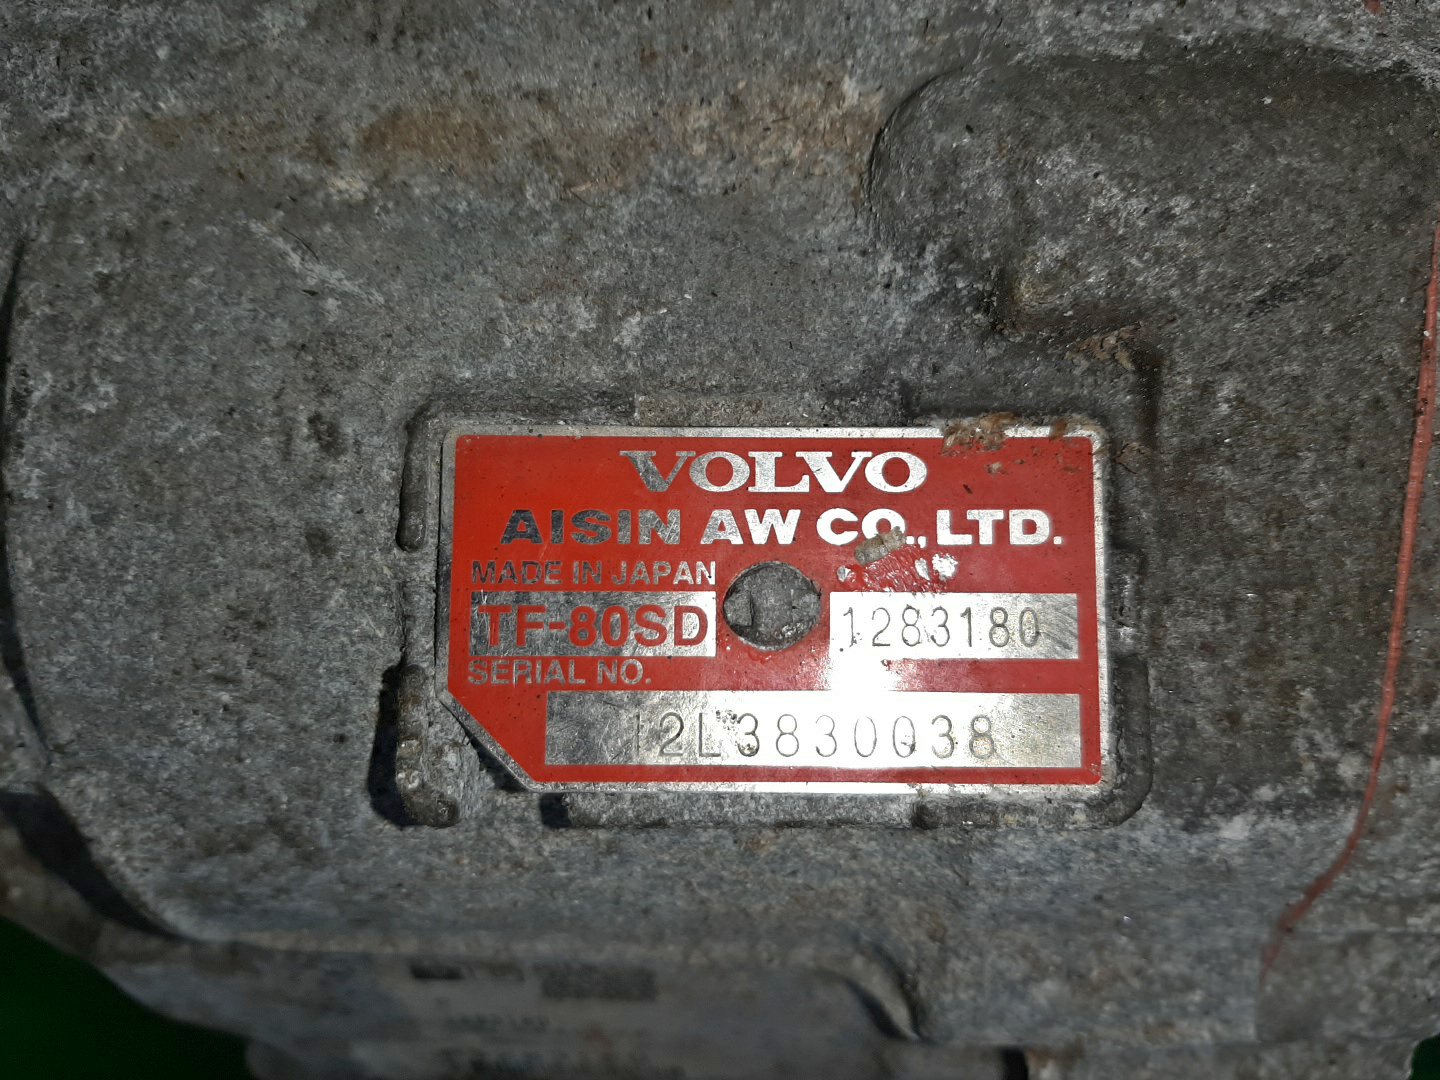 VOLVO
AISIN AW CO., LTD.
MADE IN JAPAN
TF-80SD 1283180
SERIAL NO.
12L3830038